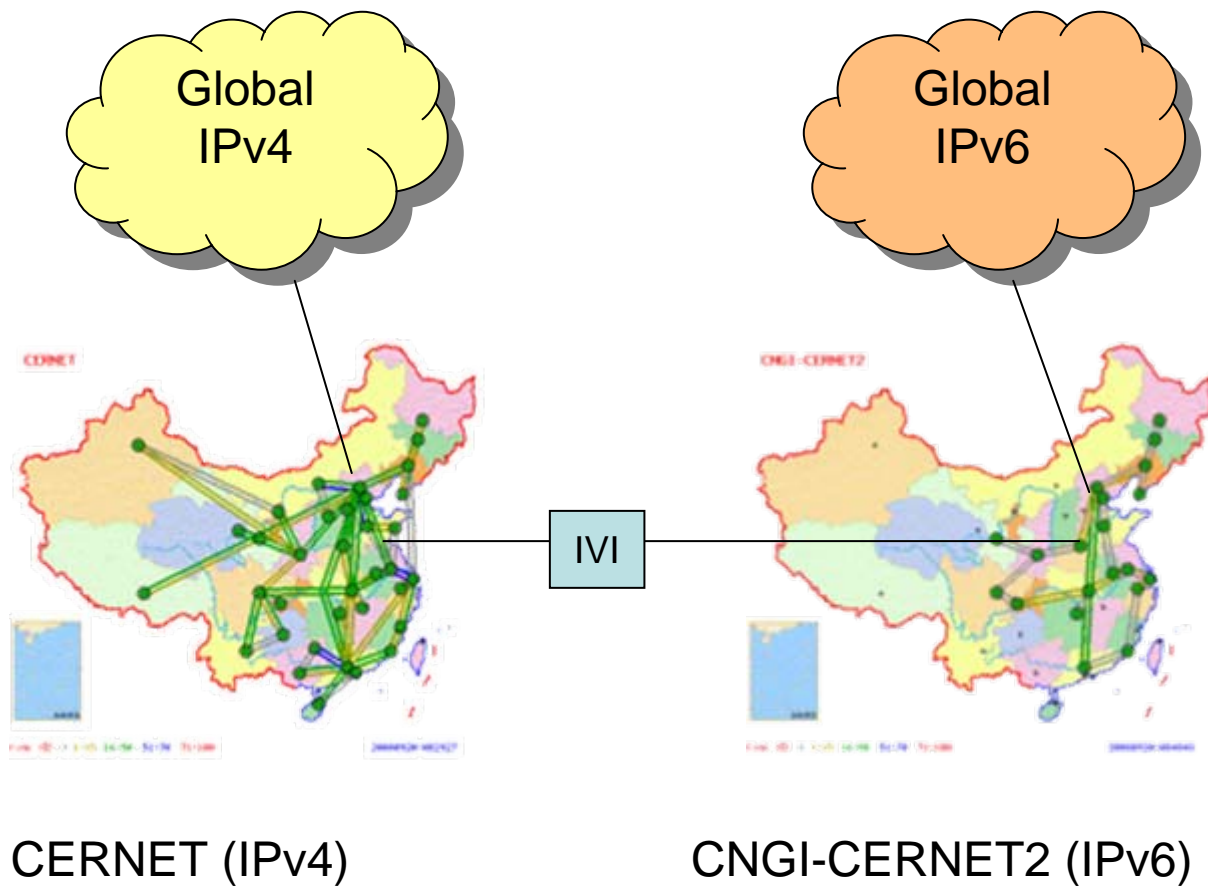 Global
IPv4
Global
IPv6
CERNET
CNGI-CERNET2
IVI
CERNET (IPv4)
CNGI-CERNET2 (IPv6)